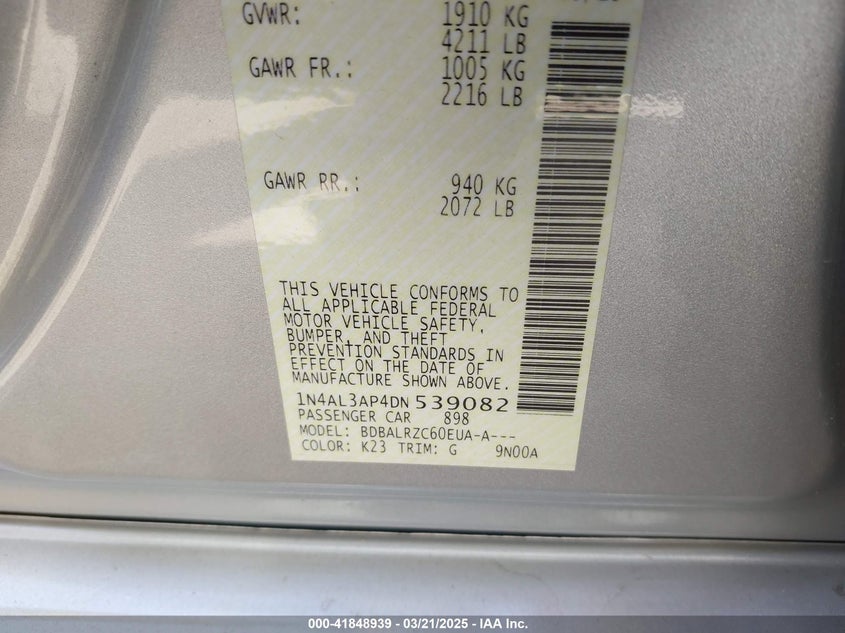 GVWR: 1910 KG
4211 LB
GAWR FR.: 1005 KG
2216 LB
GAWR RR.: 940 KG
2072 LB
THIS VEHICLE CONFORMS TO
ALL APPLICABLE FEDERAL
MOTOR VEHICLE SAFETY,
BUMPER, AND THEFT
PREVENTION STANDARDS IN
EFFECT ON THE DATE OF
MANUFACTURE SHOWN ABOVE.
1N4AL3AP4DN539082
PASSENGER CAR 898
MODEL: BDBALRZC60EUA-A---
COLOR: K23 TRIM: G 9N00A
000-41848939 - 03/21/2025 - IAA Inc.